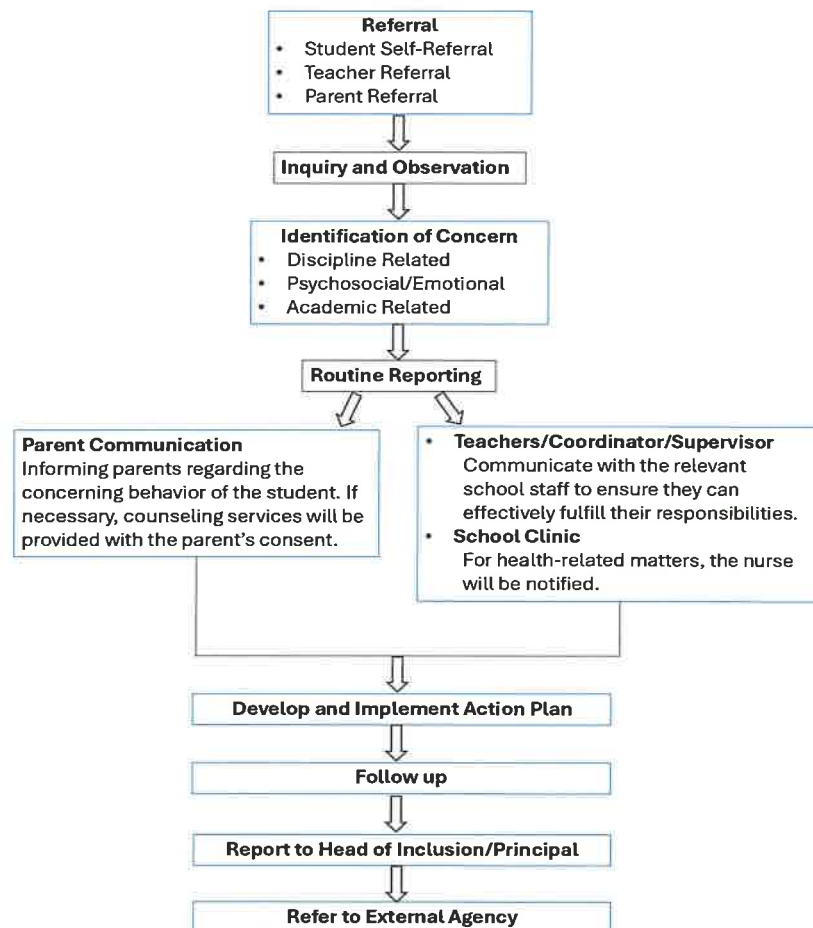 Referral
• Student Self-Referral
• Teacher Referral
• Parent Referral
Inquiry and Observation
Identification of Concern
• Discipline Related
• Psychosocial/Emotional
• Academic Related
Routine Reporting
Parent Communication
Informing parents regarding the
concerning behavior of the student. If
necessary, counseling services will be
provided with the parent's consent.
• Teachers/Coordinator/Supervisor
Communicate with the relevant
school staff to ensure they can
effectively fulfill their responsibilities.
• School Clinic
For health-related matters, the nurse
will be notified.
Develop and Implement Action Plan
Follow up
Report to Head of Inclusion/Principal
Refer to External Agency